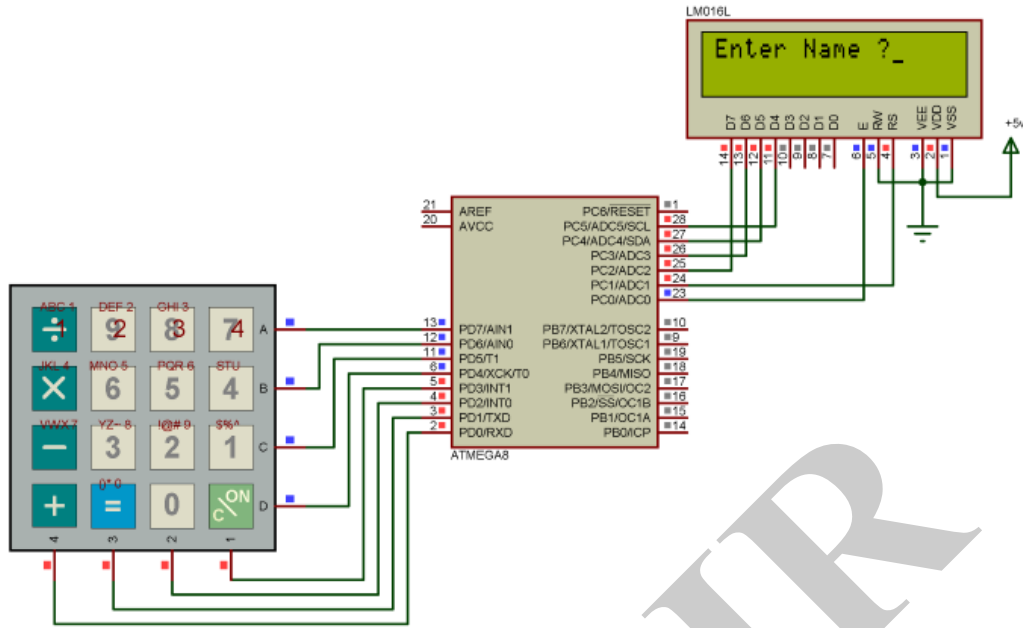 LM016L
Enter Name ?_
D7 D6 D5 D4 D3 D2 D1 D0 E RW RS VEE VDD VSS
14 13 12 11 10 9 8 7 6 5 4 3 2 1
+5v
21 AREF
20 AVCC
PC6/RESET 1
PC5/ADC5/SCL 28
PC4/ADC4/SDA 27
PC3/ADC3 26
PC2/ADC2 25
PC1/ADC1 24
PC0/ADC0 23
13 PD7/AIN1 PB7/XTAL2/TOSC2 10
12 PD6/AIN0 PB6/XTAL1/TOSC1 9
11 PD5/T1 PB5/SCK 19
6 PD4/XCK/T0 PB4/MISO 18
5 PD3/INT1 PB3/MOSI/OC2 17
4 PD2/INT0 PB2/SS/OC1B 16
3 PD1/TXD PB1/OC1A 15
2 PD0/RXD PB0/ICP 14
ATMEGA8
ABC 1 DEF 2 GHI 3
÷ 9 8 7 A
1 2 3 4
JKL 4 MNO 5 PQR 6 STU
× 6 5 4 B
VWX 7 YZ~ 8 !@# 9 $%^
− 3 2 1 C
()* 0
+ = 0 ON/C D
4 3 2 1
UR